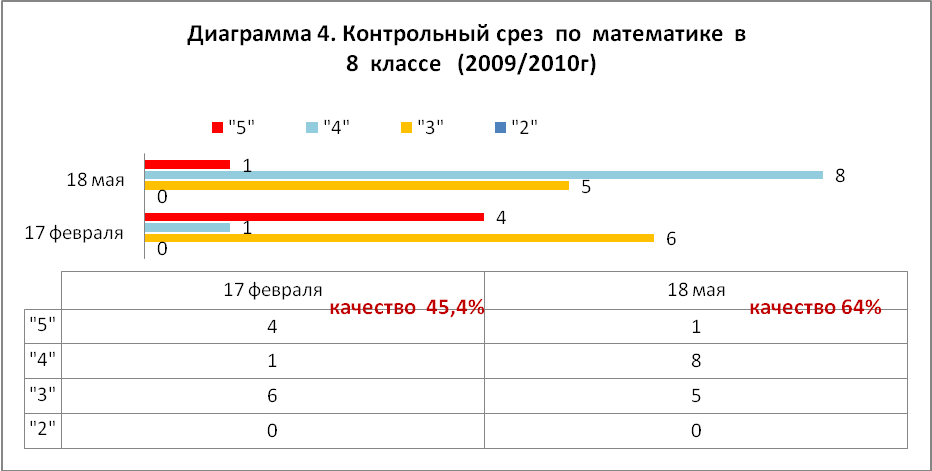 Диаграмма 4. Контрольный срез по математике в
8 классе (2009/2010г)
"5" "4" "3" "2"
18 мая
1
8
5
0
17 февраля
4
1
6
0
17 февраля 18 мая
качество 45,4% качество 64%
"5" 4 1
"4" 1 8
"3" 6 5
"2" 0 0